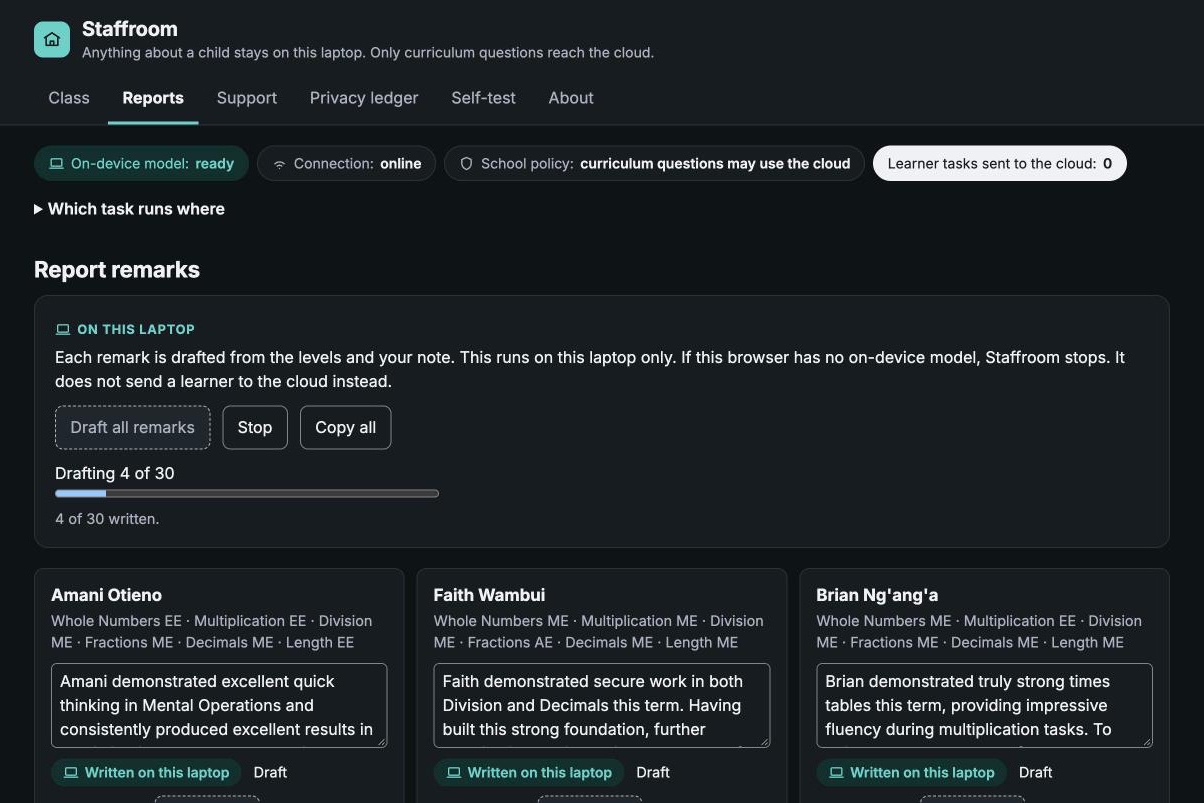 Staffroom
Anything about a child stays on this laptop. Only curriculum questions reach the cloud.
Class Reports Support Privacy ledger Self-test About
On-device model: ready Connection: online School policy: curriculum questions may use the cloud Learner tasks sent to the cloud: 0
Which task runs where
Report remarks
ON THIS LAPTOP
Each remark is drafted from the levels and your note. This runs on this laptop only. If this browser has no on-device model, Staffroom stops. It
does not send a learner to the cloud instead.
Draft all remarks Stop Copy all
Drafting 4 of 30
4 of 30 written.
Amani Otieno
Whole Numbers EE · Multiplication EE · Division
ME · Fractions ME · Decimals ME · Length EE
Amani demonstrated excellent quick
thinking in Mental Operations and
consistently produced excellent results in
Written on this laptop Draft
Faith Wambui
Whole Numbers ME · Multiplication ME · Division
ME · Fractions AE · Decimals ME · Length ME
Faith demonstrated secure work in both
Division and Decimals this term. Having
built this strong foundation, further
Written on this laptop Draft
Brian Ng'ang'a
Whole Numbers ME · Multiplication EE · Division
ME · Fractions ME · Decimals ME · Length ME
Brian demonstrated truly strong times
tables this term, providing impressive
fluency during multiplication tasks. To
Written on this laptop Draft